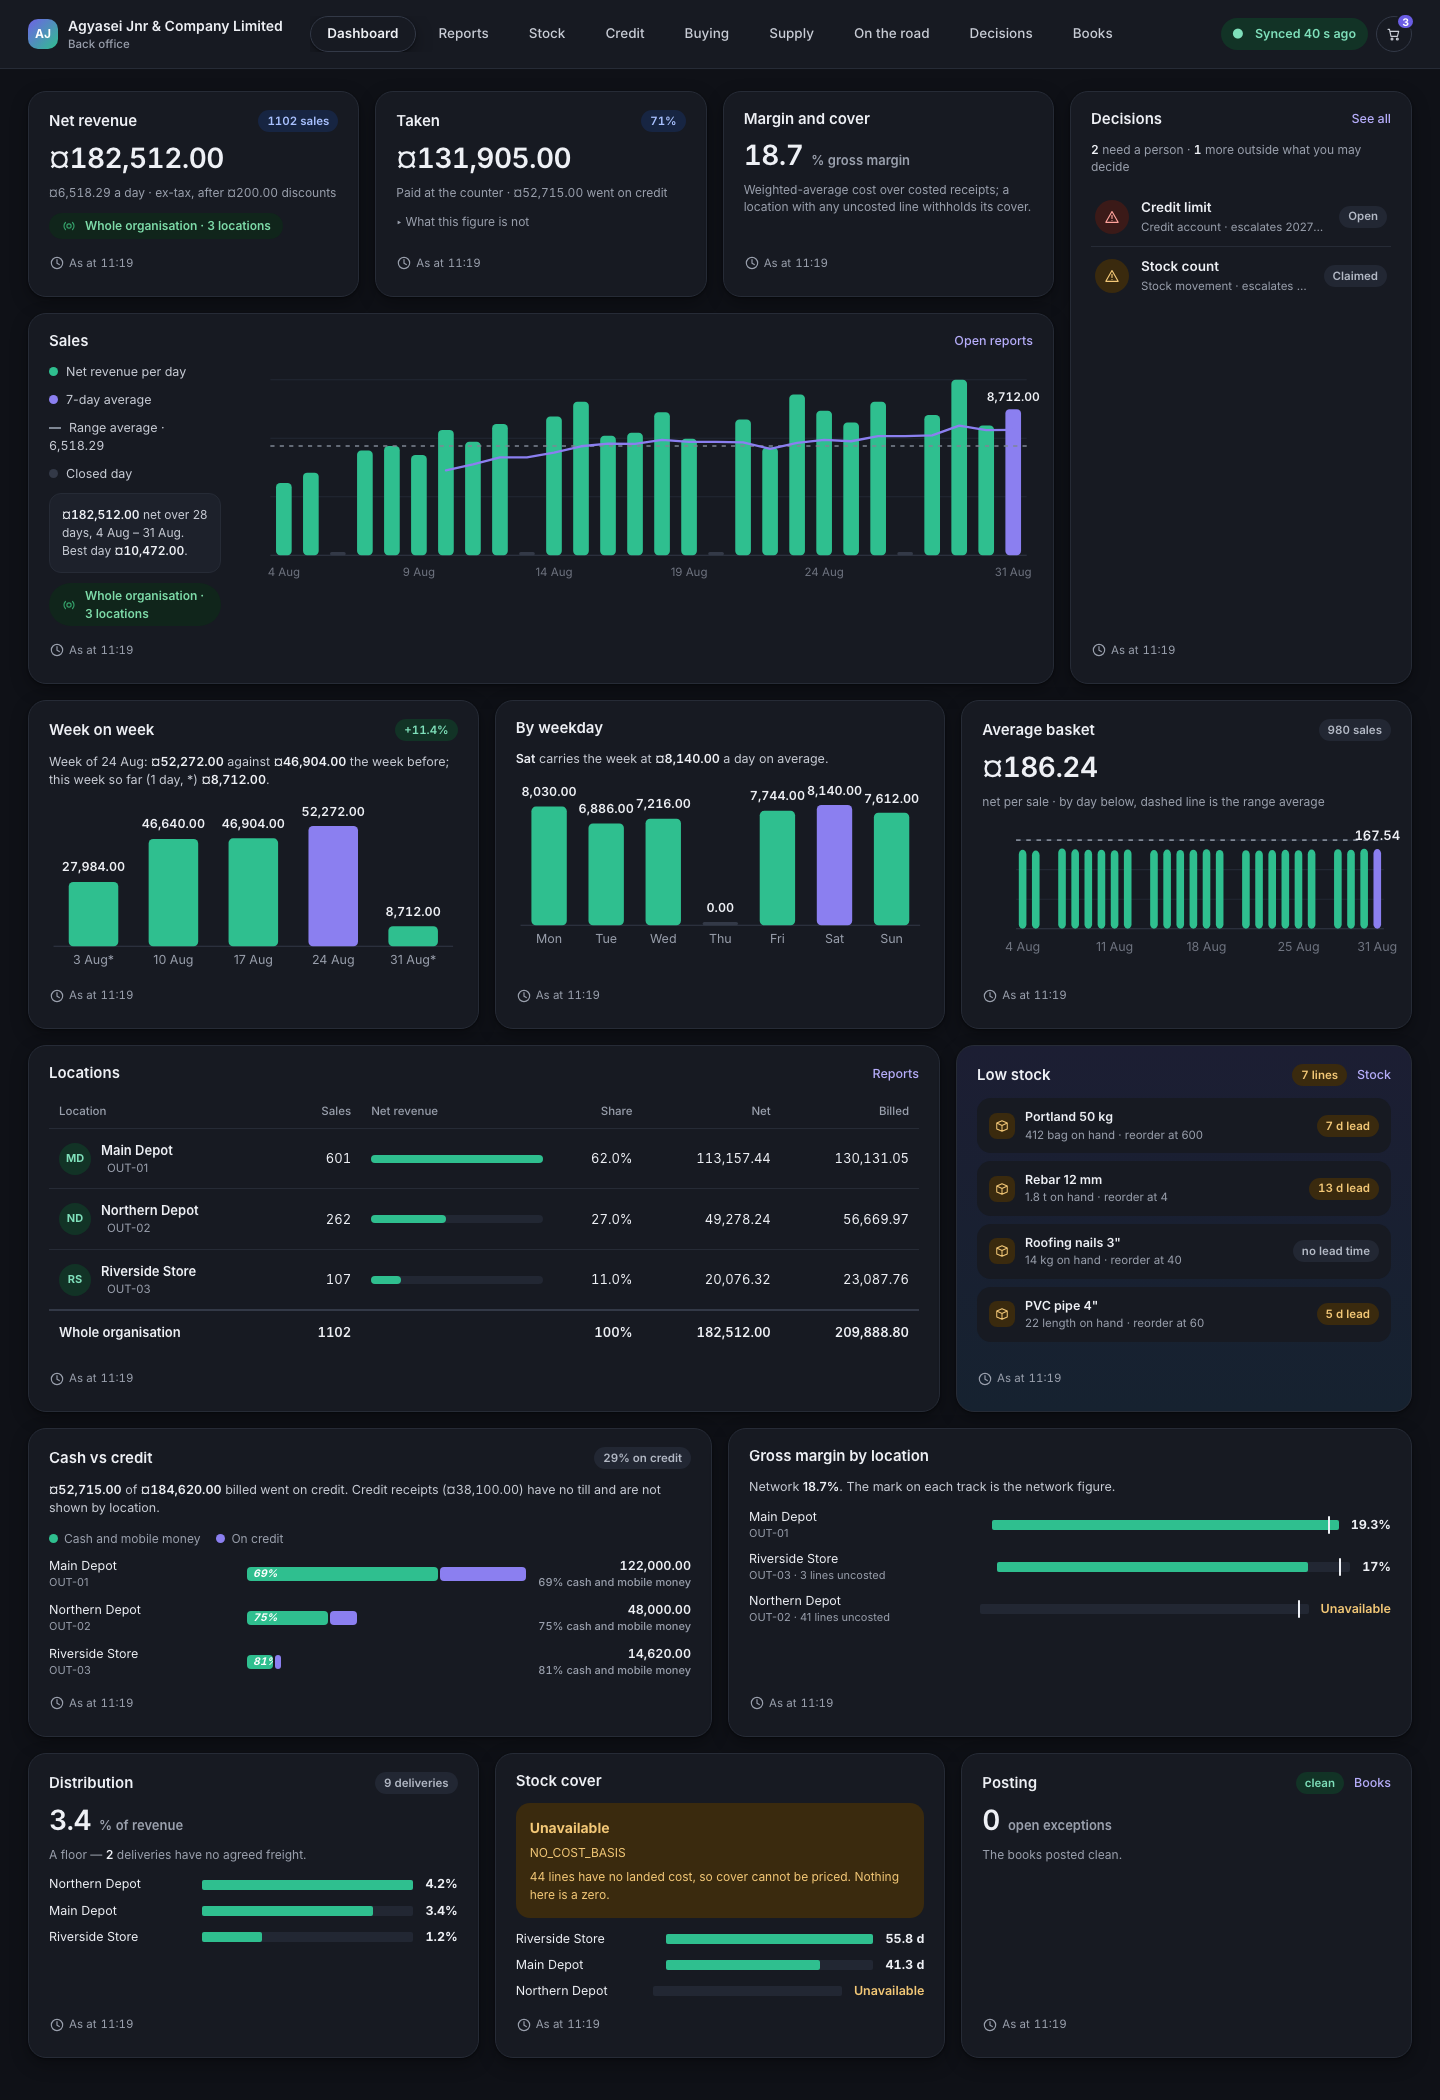 AJ
Agyasei Jnr & Company Limited
Back office
Dashboard
Reports
Stock
Credit
Buying
Supply
On the road
Decisions
Books
Synced 40 s ago
3
Net revenue
1102 sales
¤182,512.00
¤6,518.29 a day · ex-tax, after ¤200.00 discounts
Whole organisation · 3 locations
As at 11:19
Taken
71%
¤131,905.00
Paid at the counter · ¤52,715.00 went on credit
‣ What this figure is not
As at 11:19
Margin and cover
18.7 % gross margin
Weighted-average cost over costed receipts; a
location with any uncosted line withholds its cover.
As at 11:19
Decisions
See all
2 need a person · 1 more outside what you may
decide
Credit limit
Credit account · escalates 2027...
Open
Stock count
Stock movement · escalates ...
Claimed
As at 11:19
Sales
Open reports
Net revenue per day
7-day average
Range average ·
6,518.29
Closed day
¤182,512.00 net over 28
days, 4 Aug – 31 Aug.
Best day ¤10,472.00.
Whole organisation ·
3 locations
8,712.00
4 Aug
9 Aug
14 Aug
19 Aug
24 Aug
31 Aug
As at 11:19
Week on week
+11.4%
Week of 24 Aug: ¤52,272.00 against ¤46,904.00 the week before;
this week so far (1 day, *) ¤8,712.00.
27,984.00
46,640.00
46,904.00
52,272.00
8,712.00
3 Aug*
10 Aug
17 Aug
24 Aug
31 Aug*
As at 11:19
By weekday
Sat carries the week at ¤8,140.00 a day on average.
8,030.00
6,886.00
7,216.00
0.00
7,744.00
8,140.00
7,612.00
Mon
Tue
Wed
Thu
Fri
Sat
Sun
As at 11:19
Average basket
980 sales
¤186.24
net per sale · by day below, dashed line is the range average
167.54
4 Aug
11 Aug
18 Aug
25 Aug
31 Aug
As at 11:19
Locations
Reports
Location
Sales
Net revenue
Share
Net
Billed
MD
Main Depot
OUT-01
601
62.0%
113,157.44
130,131.05
ND
Northern Depot
OUT-02
262
27.0%
49,278.24
56,669.97
RS
Riverside Store
OUT-03
107
11.0%
20,076.32
23,087.76
Whole organisation
1102
100%
182,512.00
209,888.80
As at 11:19
Low stock
7 lines
Stock
Portland 50 kg
412 bag on hand · reorder at 600
7 d lead
Rebar 12 mm
1.8 t on hand · reorder at 4
13 d lead
Roofing nails 3"
14 kg on hand · reorder at 40
no lead time
PVC pipe 4"
22 length on hand · reorder at 60
5 d lead
As at 11:19
Cash vs credit
29% on credit
¤52,715.00 of ¤184,620.00 billed went on credit. Credit receipts (¤38,100.00) have no till and are not
shown by location.
Cash and mobile money
On credit
Main Depot
OUT-01
69%
122,000.00
69% cash and mobile money
Northern Depot
OUT-02
75%
48,000.00
75% cash and mobile money
Riverside Store
OUT-03
81%
14,620.00
81% cash and mobile money
As at 11:19
Gross margin by location
Network 18.7%. The mark on each track is the network figure.
Main Depot
OUT-01
19.3%
Riverside Store
OUT-03 · 3 lines uncosted
17%
Northern Depot
OUT-02 · 41 lines uncosted
Unavailable
As at 11:19
Distribution
9 deliveries
3.4 % of revenue
A floor — 2 deliveries have no agreed freight.
Northern Depot
4.2%
Main Depot
3.4%
Riverside Store
1.2%
As at 11:19
Stock cover
Unavailable
NO_COST_BASIS
44 lines have no landed cost, so cover cannot be priced. Nothing
here is a zero.
Riverside Store
55.8 d
Main Depot
41.3 d
Northern Depot
Unavailable
As at 11:19
Posting
clean
Books
0 open exceptions
The books posted clean.
As at 11:19